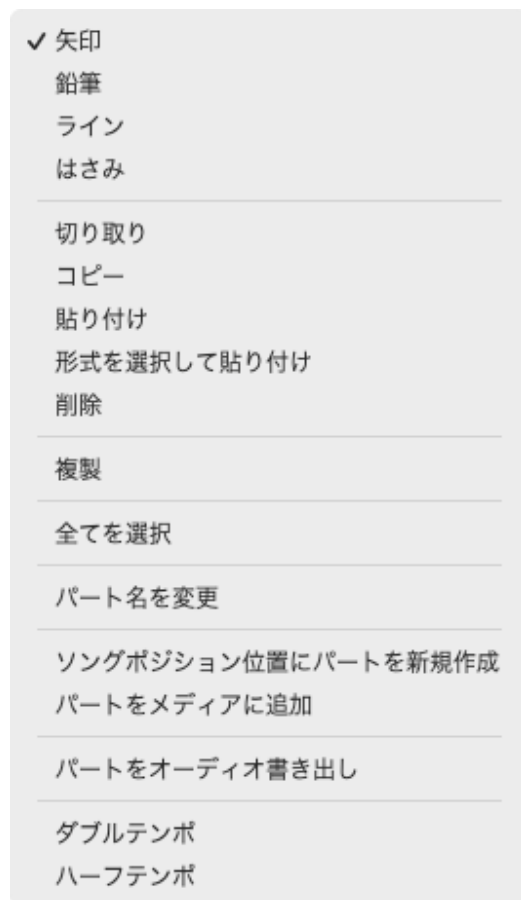 ✓ 矢印
鉛筆
ライン
はさみ
切り取り
コピー
貼り付け
形式を選択して貼り付け
削除
複製
全てを選択
パート名を変更
ソングポジション位置にパートを新規作成
パートをメディアに追加
パートをオーディオ書き出し
ダブルテンポ
ハーフテンポ